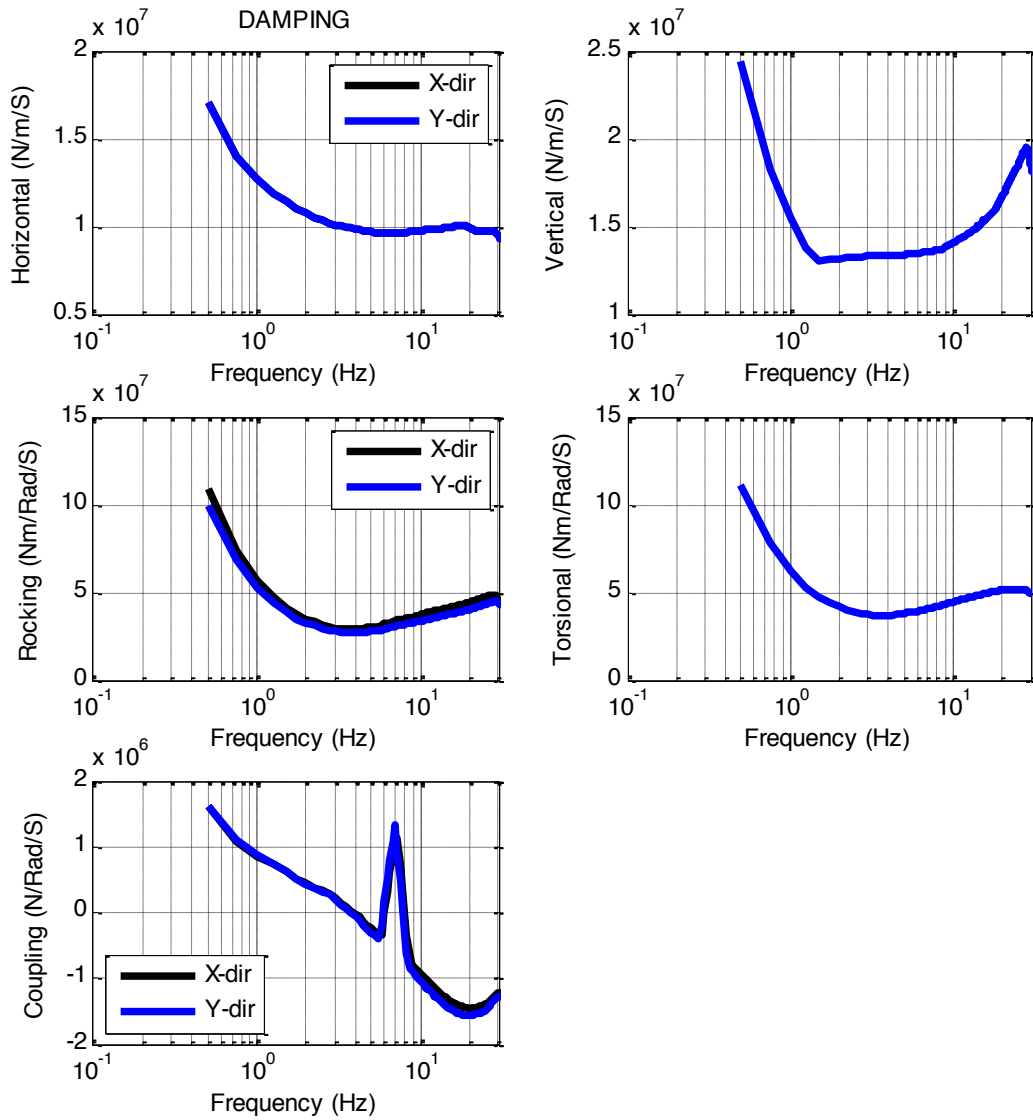 DAMPING
x 10^7
2
1.5
1
0.5
Horizontal (N/m/S)
X-dir
Y-dir
10^-1
10^0
10^1
Frequency (Hz)
x 10^7
2.5
2
1.5
1
Vertical (N/m/S)
10^-1
10^0
10^1
Frequency (Hz)
x 10^7
15
10
5
0
Rocking (Nm/Rad/S)
X-dir
Y-dir
10^-1
10^0
10^1
Frequency (Hz)
x 10^7
15
10
5
0
Torsional (Nm/Rad/S)
10^-1
10^0
10^1
Frequency (Hz)
x 10^6
2
1
0
-1
-2
Coupling (N/Rad/S)
X-dir
Y-dir
10^-1
10^0
10^1
Frequency (Hz)